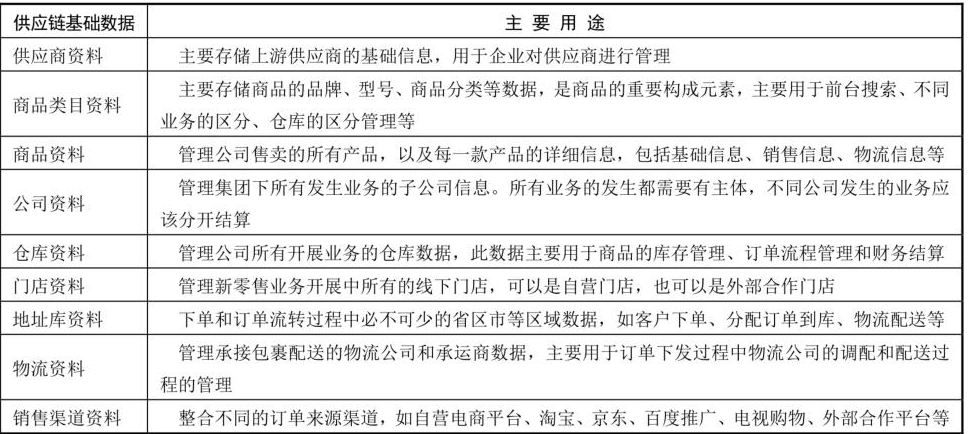 供应链基础数据 主要用途
供应商资料 主要存储上游供应商的基础信息，用于企业对供应商进行管理
商品类目资料 主要存储商品的品牌、型号、商品分类等数据，是商品的重要构成元素，主要用于前台搜索、不同
业务的区分、仓库的区分管理等
商品资料 管理公司售卖的所有产品，以及每一款产品的详细信息，包括基础信息、销售信息、物流信息等
公司资料 管理集团下所有发生业务的子公司信息。所有业务的发生都需要有主体，不同公司发生的业务应
该分开结算
仓库资料 管理公司所有开展业务的仓库数据，此数据主要用于商品的库存管理、订单流程管理和财务结算
门店资料 管理新零售业务开展中所有的线下门店，可以是自营门店，也可以是外部合作门店
地址库资料 下单和订单流转过程中必不可少的省区市等区域数据，如客户下单、分配订单到库、物流配送等
物流资料 管理承接包裹配送的物流公司和承运商数据，主要用于订单下发过程中物流公司的调配和配送过
程的管理
销售渠道资料 整合不同的订单来源渠道，如自营电商平台、淘宝、京东、百度推广、电视购物、外部合作平台等